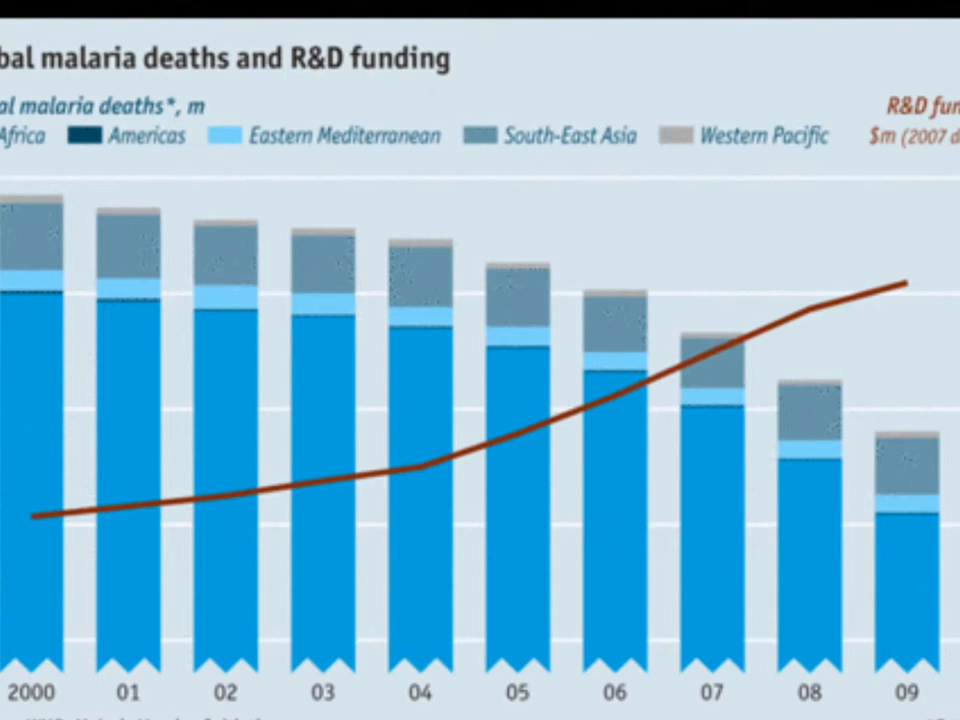 bal malaria deaths and R&D funding
al malaria deaths*, m R&D fun
Africa Americas Eastern Mediterranean South-East Asia Western Pacific $m (2007 d
2000 01 02 03 04 05 06 07 08 09